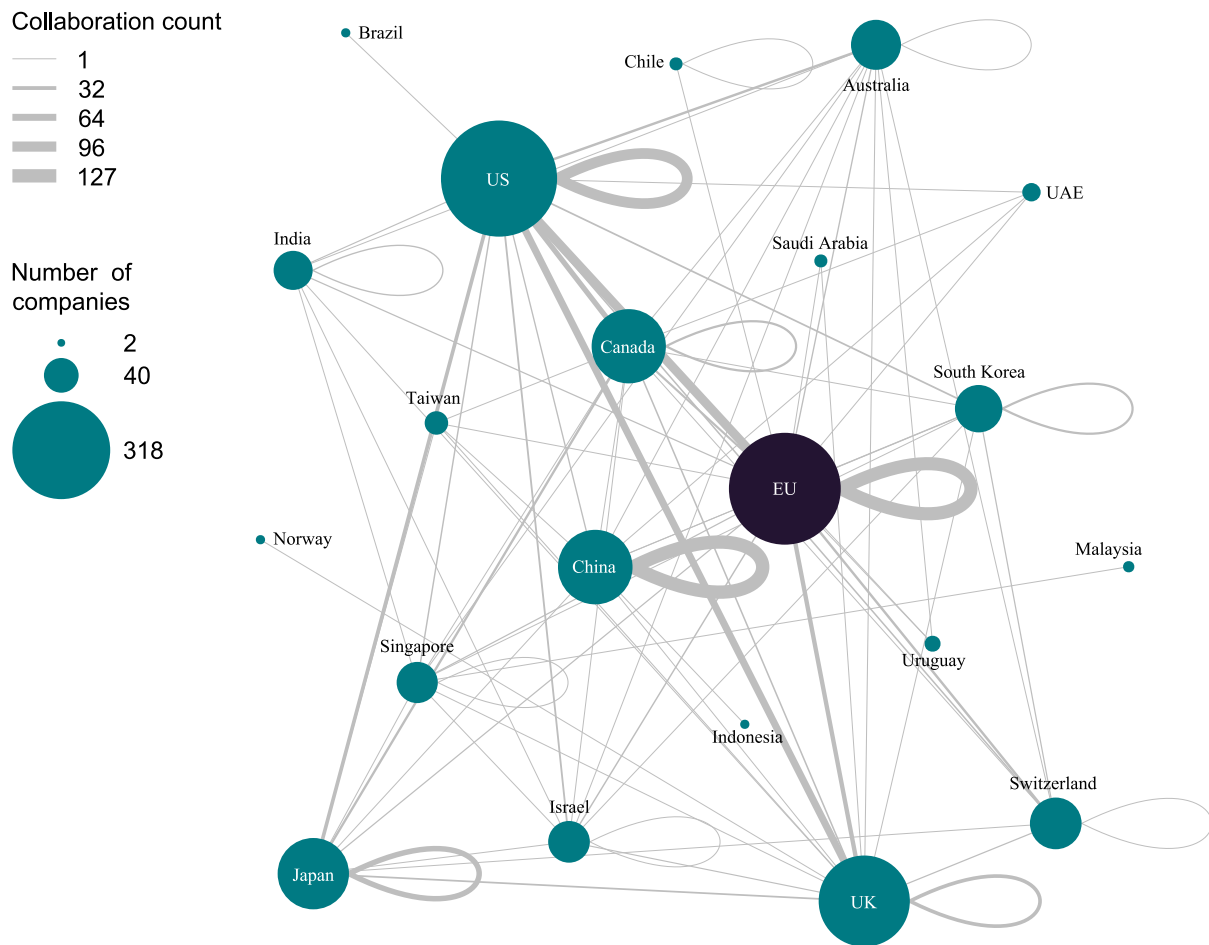 Collaboration count
1
32
64
96
127
Number of
companies
2
40
318
Brazil
Chile
Australia
US
UAE
India
Saudi Arabia
Canada
South Korea
Taiwan
EU
Norway
China
Malaysia
Singapore
Uruguay
Indonesia
Switzerland
Israel
Japan
UK